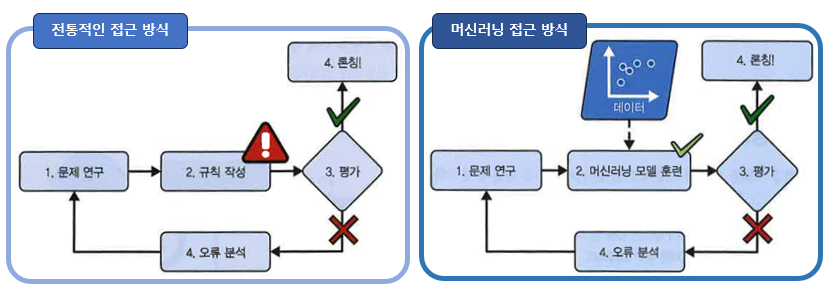 전통적인 접근 방식
4. 론칭!
1. 문제 연구
2. 규칙 작성
3. 평가
4. 오류 분석
머신러닝 접근 방식
데이터
4. 론칭!
1. 문제 연구
2. 머신러닝 모델 훈련
3. 평가
4. 오류 분석